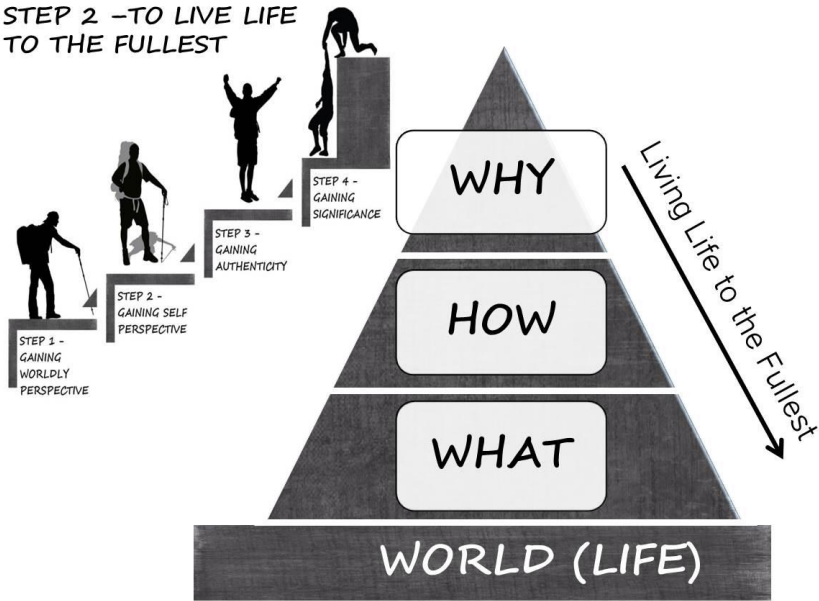 STEP 2 –TO LIVE LIFE
TO THE FULLEST
STEP 1 -
GAINING
WORLDLY
PERSPECTIVE
STEP 2 -
GAINING SELF
PERSPECTIVE
STEP 3 -
GAINING
AUTHENTICITY
STEP 4 -
GAINING
SIGNIFICANCE
WHY
HOW
WHAT
WORLD (LIFE)
Living Life to the Fullest